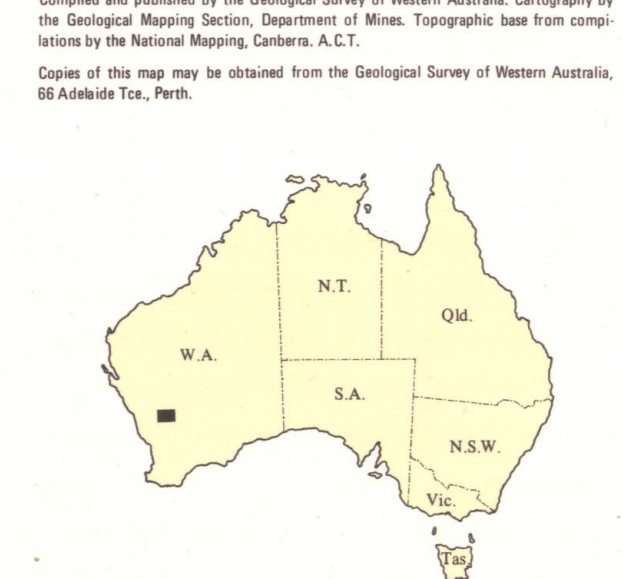 Compiled and published by the Geological Survey of Western Australia. Cartography by
the Geological Mapping Section, Department of Mines. Topographic base from compi-
lations by the National Mapping, Canberra. A.C.T.
Copies of this map may be obtained from the Geological Survey of Western Australia,
66 Adelaide Tce., Perth.
N.T.
Qld.
W.A.
S.A.
N.S.W.
Vic.
Tas.